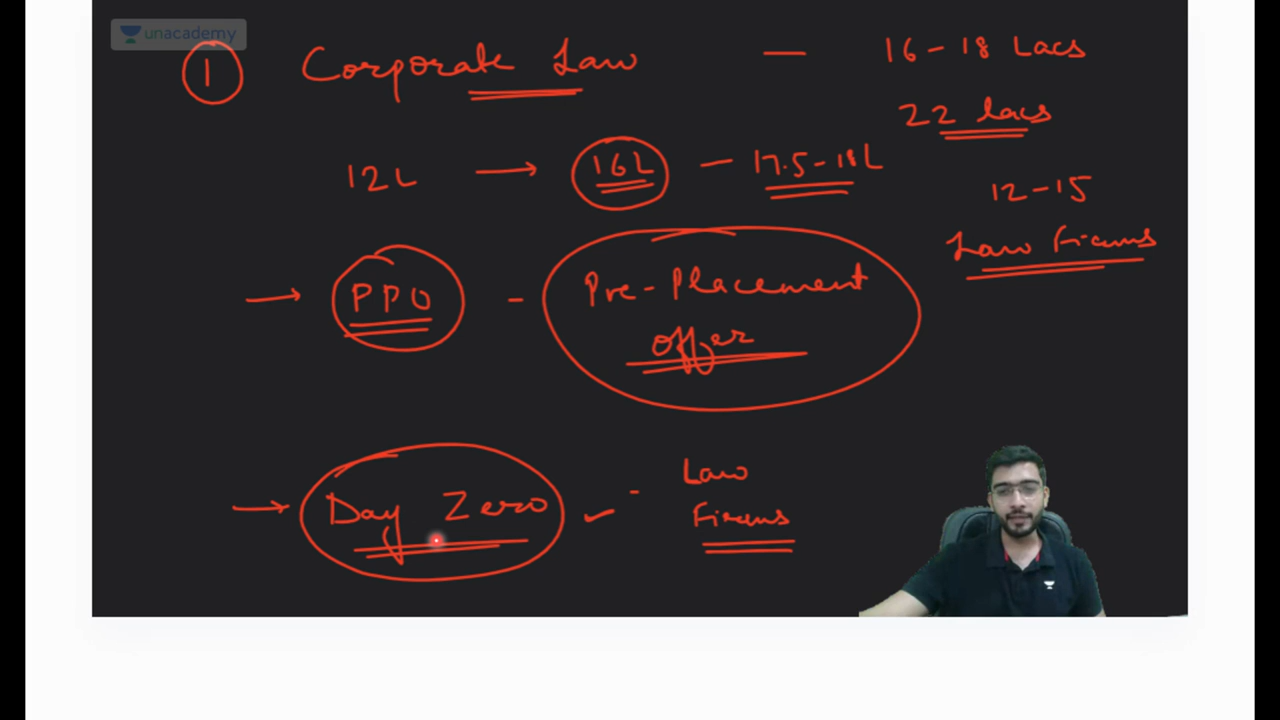 unacademy
1 Corporate Law — 16-18 Lacs
22 lacs
12L → 16L - 17.5-18L
12-15
Law Firms
→ PPO - Pre-Placement
offer
→ Day Zero ✓ - Law
Firms